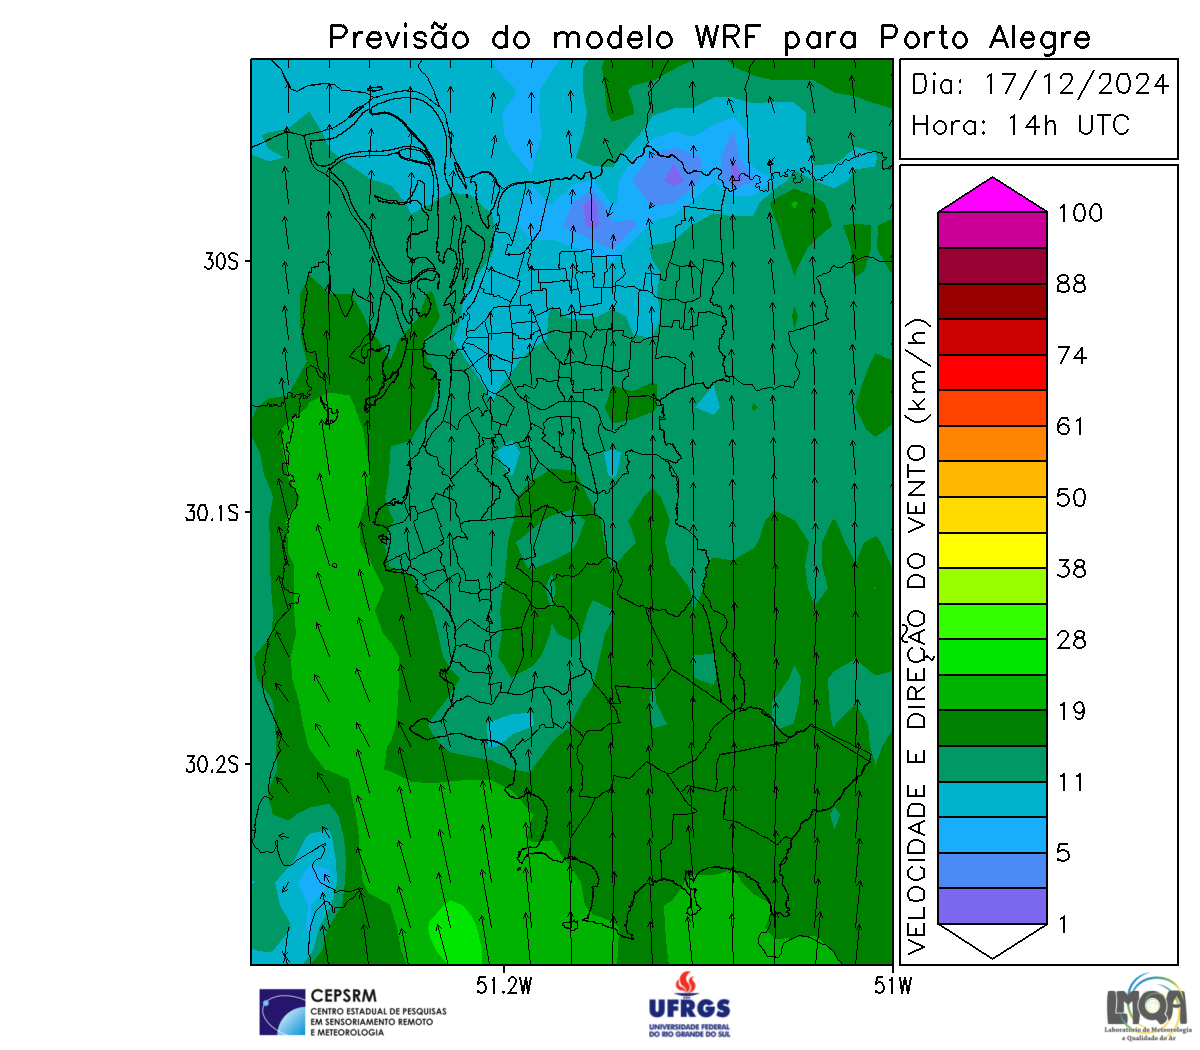 Previsão do modelo WRF para Porto Alegre
Dia: 17/12/2024
Hora: 14h UTC
30S
30.1S
30.2S
51.2W
51W
VELOCIDADE E DIREÇÃO DO VENTO (km/h)
100
88
74
61
50
38
28
19
11
5
1
CEPSRM
CENTRO ESTADUAL DE PESQUISAS
EM SENSORIAMENTO REMOTO
E METEOROLOGIA
UFRGS
UNIVERSIDADE FEDERAL
DO RIO GRANDE DO SUL
LMQA
Laboratório de Meteorologia
e Qualidade do Ar